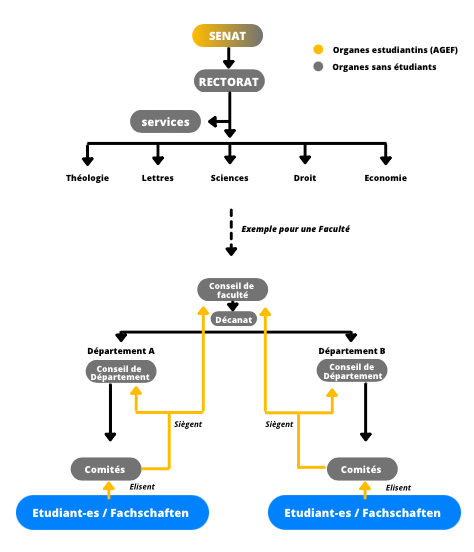 SENAT
Organes estudiantins (AGEF)
Organes sans étudiants
RECTORAT
services
Théologie Lettres Sciences Droit Economie
Exemple pour une Faculté
Conseil de
faculté
Décanat
Département A
Conseil de
Département
Département B
Conseil de
Département
Siègent
Siègent
Comités
Comités
Elisent
Elisent
Etudiant-es / Fachschaften
Etudiant-es / Fachschaften